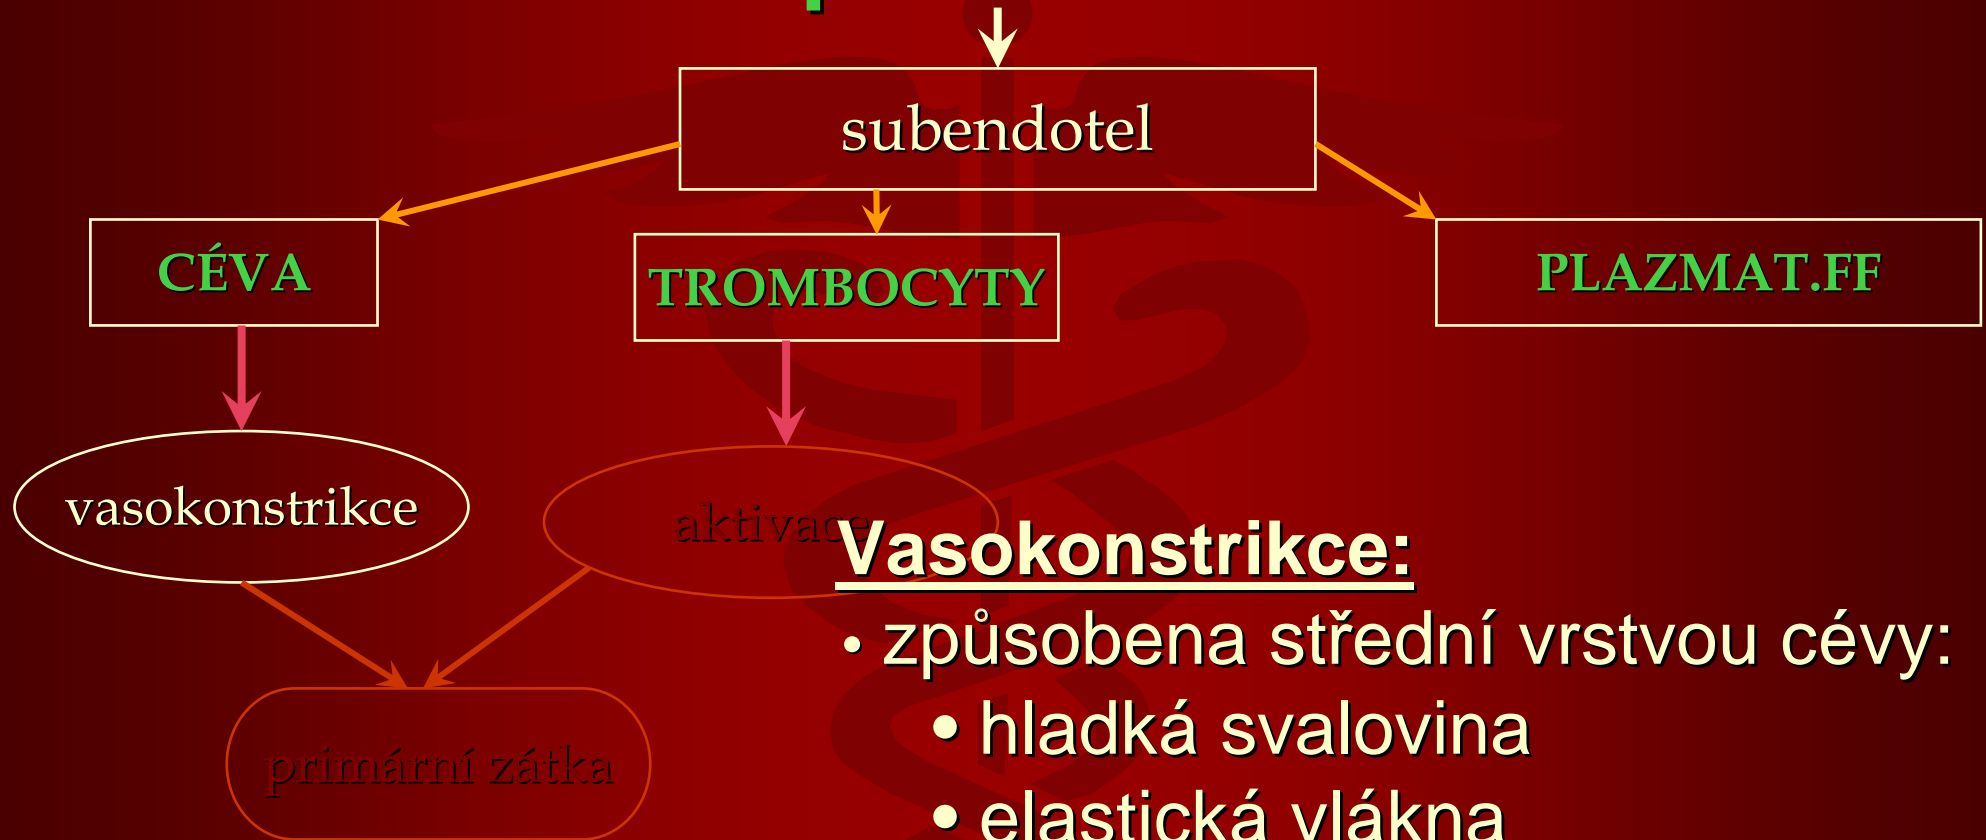 subendotel
CÉVA
TROMBOCYTY
PLAZMAT.FF
vasokonstrikce
aktivace
Vasokonstrikce:
• způsobena střední vrstvou cévy:
• hladká svalovina
primární zátka
• elastická vlákna